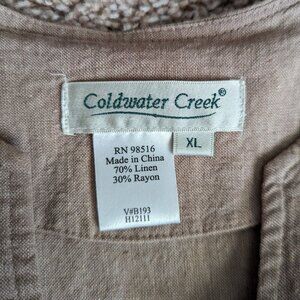 Coldwater Creek®
XL
RN 98516
Made in China
70% Linen
30% Rayon
V#B193
H12111